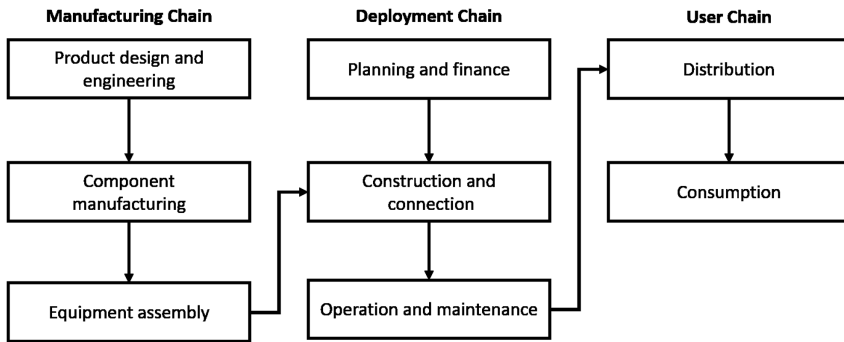 Manufacturing Chain
Product design and
engineering
Component
manufacturing
Equipment assembly
Deployment Chain
Planning and finance
Construction and
connection
Operation and maintenance
User Chain
Distribution
Consumption